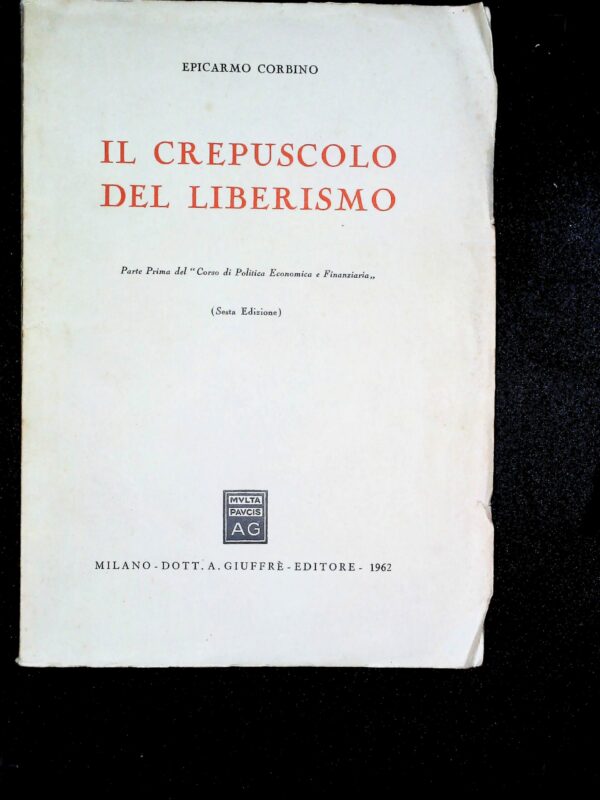 EPICARMO CORBINO
IL CREPUSCOLO
DEL LIBERISMO
Parte Prima del "Corso di Politica Economica e Finanziaria„
(Sesta Edizione)
MVLTA
PAVCIS
AG
MILANO - DOTT. A. GIUFFRÈ - EDITORE - 1962